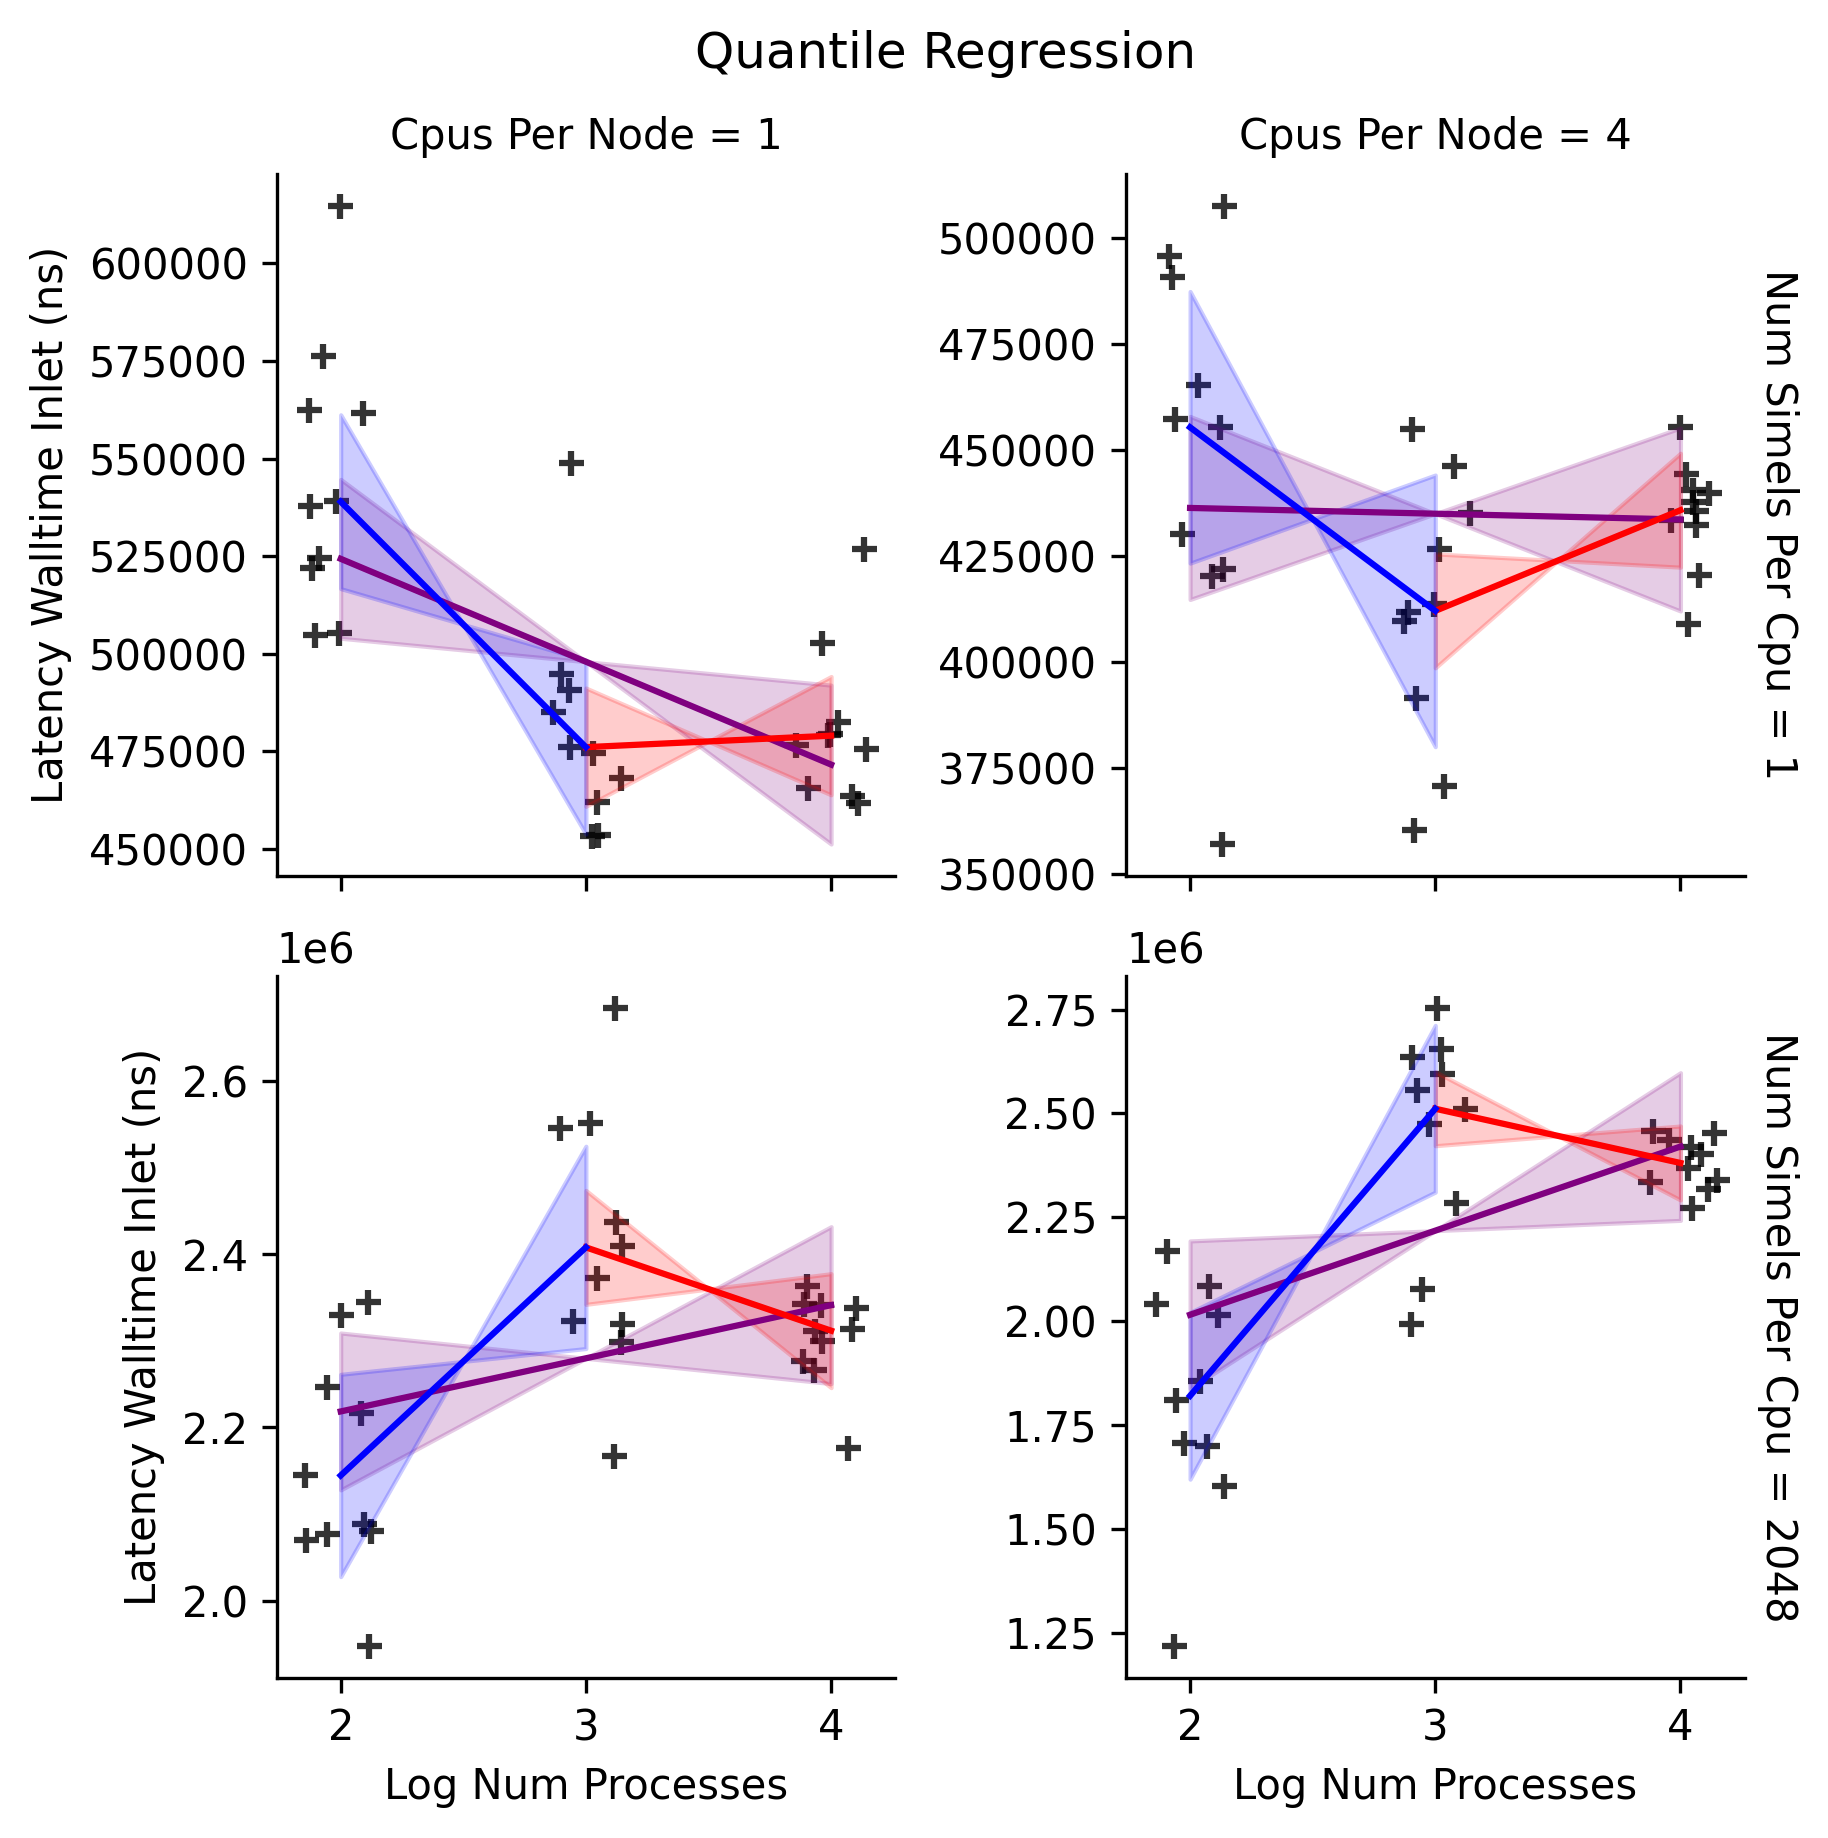 Quantile Regression
Cpus Per Node = 1
Cpus Per Node = 4
Latency Walltime Inlet (ns)
600000
575000
550000
525000
500000
475000
450000
500000
475000
450000
425000
400000
375000
350000
Num Simels Per Cpu = 1
1e6
Latency Walltime Inlet (ns)
2.6
2.4
2.2
2.0
2
3
4
Log Num Processes
1e6
2.75
2.50
2.25
2.00
1.75
1.50
1.25
2
3
4
Log Num Processes
Num Simels Per Cpu = 2048